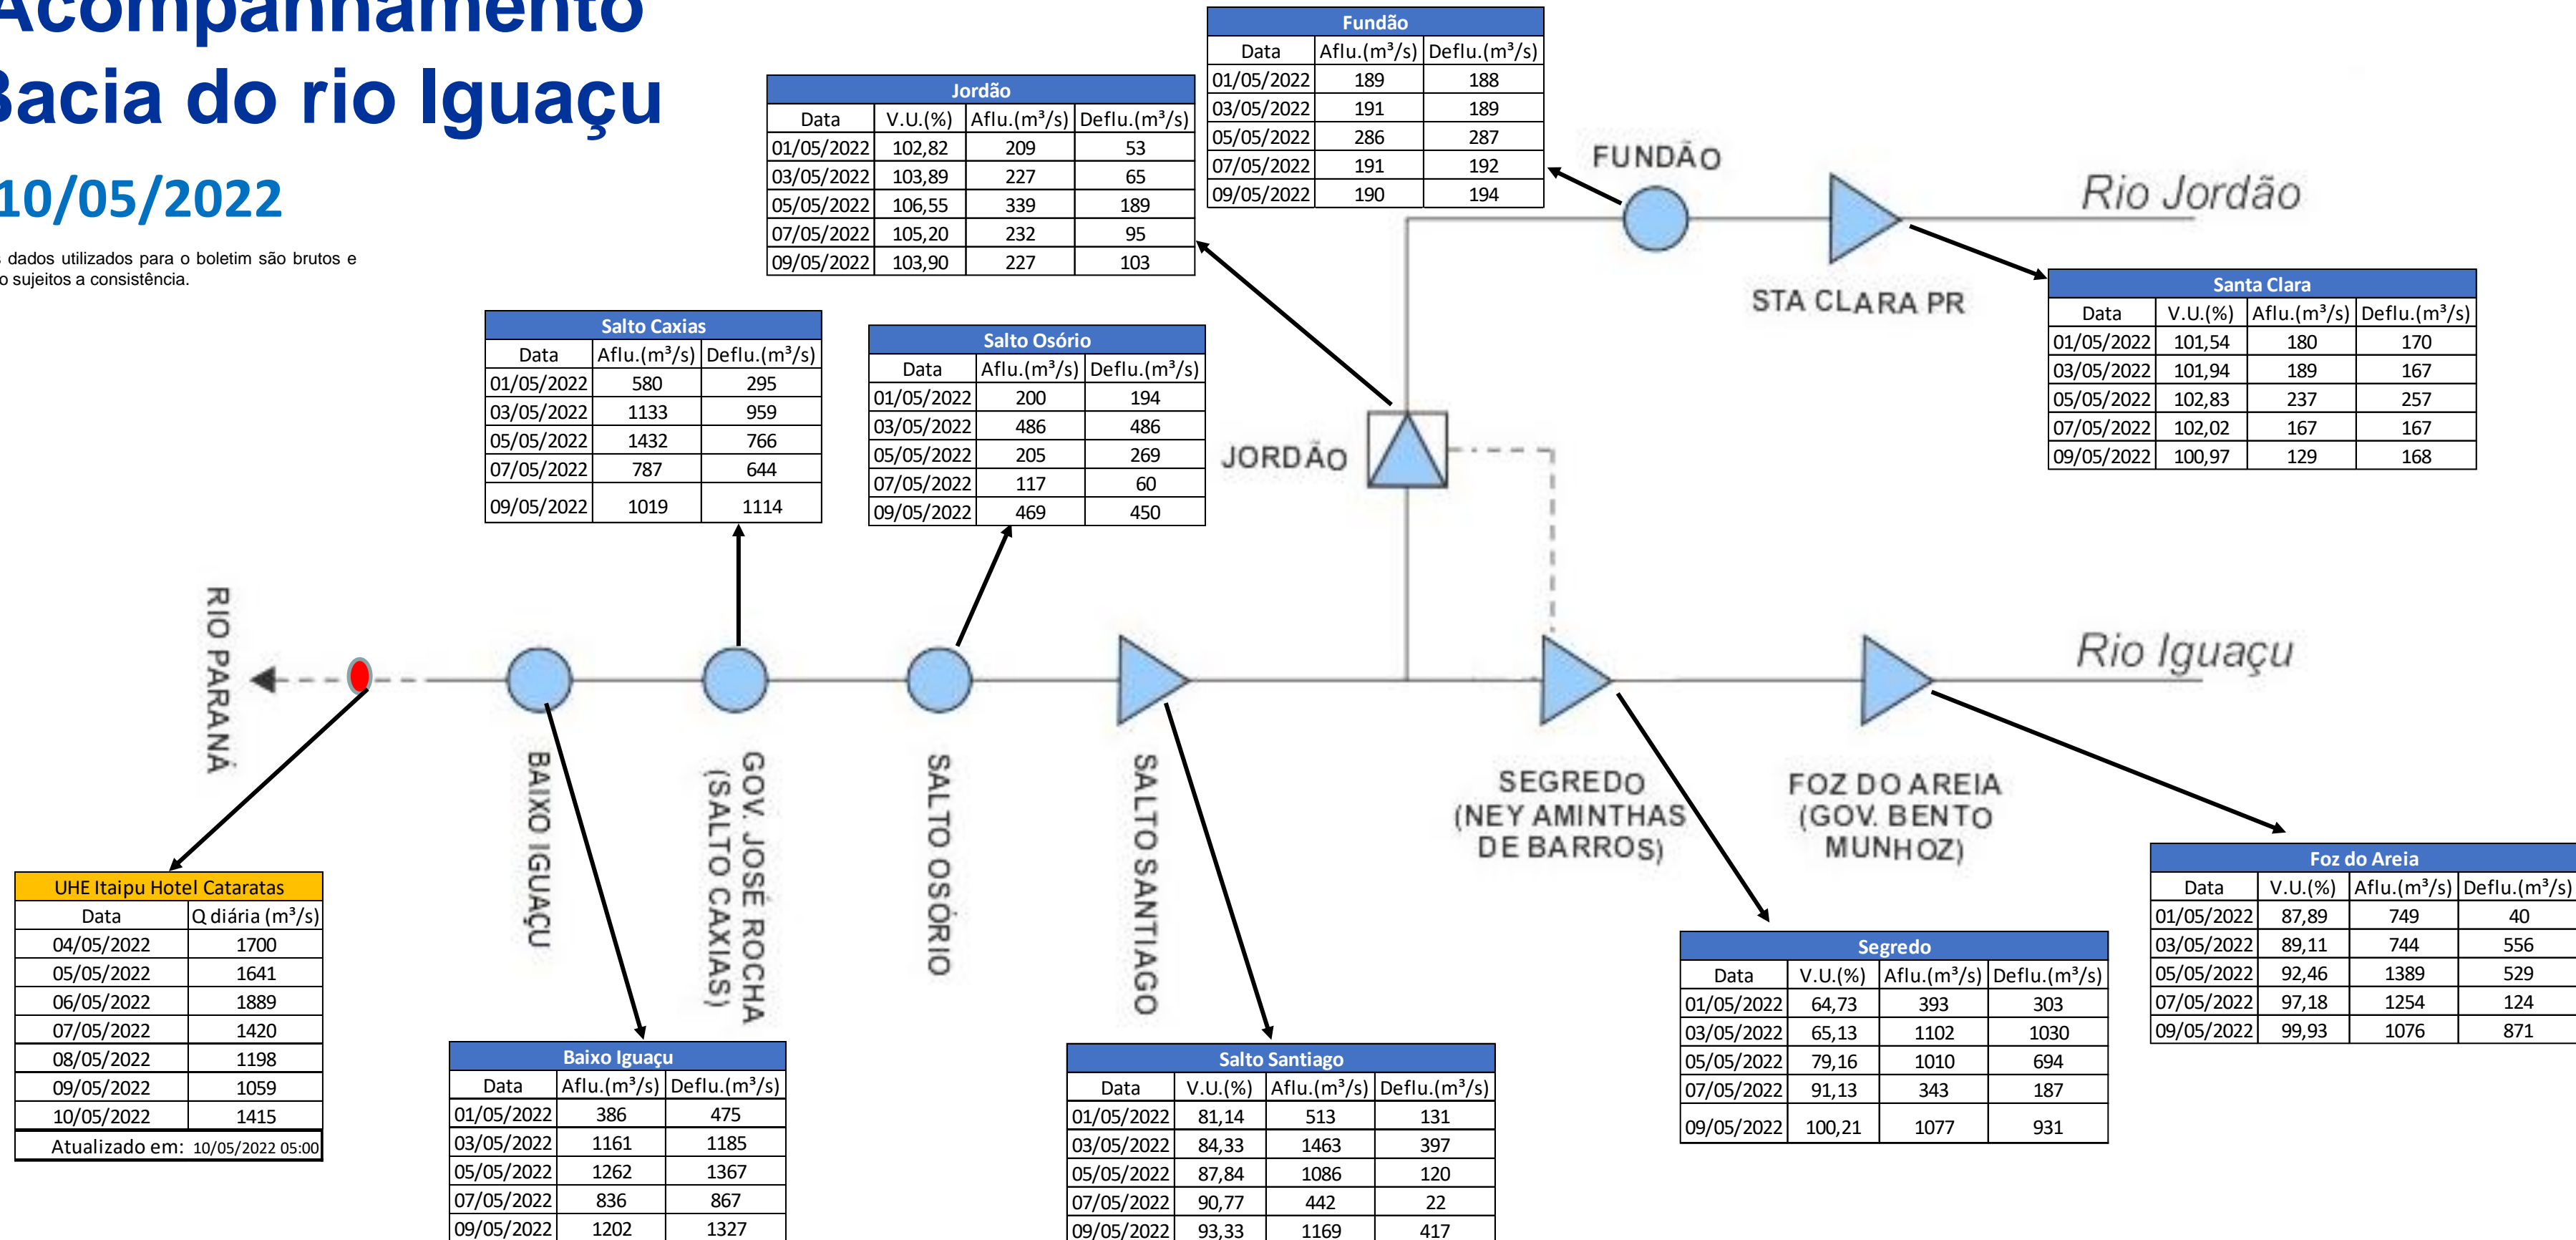 Acompanhamento
Bacia do rio Iguaçu
10/05/2022
dados utilizados para o boletim são brutos e
sujeitos a consistência.
Fundão
Data Aflu.(m³/s) Deflu.(m³/s)
01/05/2022 189 188
03/05/2022 191 189
05/05/2022 286 287
07/05/2022 191 192
09/05/2022 190 194
Jordão
Data V.U.(%) Aflu.(m³/s) Deflu.(m³/s)
01/05/2022 102,82 209 53
03/05/2022 103,89 227 65
05/05/2022 106,55 339 189
07/05/2022 105,20 232 95
09/05/2022 103,90 227 103
FUNDÃO
Rio Jordão
STA CLARA PR
Santa Clara
Data V.U.(%) Aflu.(m³/s) Deflu.(m³/s)
01/05/2022 101,54 180 170
03/05/2022 101,94 189 167
05/05/2022 102,83 237 257
07/05/2022 102,02 167 167
09/05/2022 100,97 129 168
Salto Caxias
Data Aflu.(m³/s) Deflu.(m³/s)
01/05/2022 580 295
03/05/2022 1133 959
05/05/2022 1432 766
07/05/2022 787 644
09/05/2022 1019 1114
Salto Osório
Data Aflu.(m³/s) Deflu.(m³/s)
01/05/2022 200 194
03/05/2022 486 486
05/05/2022 205 269
07/05/2022 117 60
09/05/2022 469 450
JORDÃO
RIO PARANÁ
Rio Iguaçu
BAIXO IGUAÇU
GOV. JOSÉ ROCHA
(SALTO CAXIAS)
SALTO OSÓRIO
SALTO SANTIAGO
SEGREDO
(NEY AMINTHAS
DE BARROS)
FOZ DO AREIA
(GOV. BENTO
MUNHOZ)
UHE Itaipu Hotel Cataratas
Data Q diária (m³/s)
04/05/2022 1700
05/05/2022 1641
06/05/2022 1889
07/05/2022 1420
08/05/2022 1198
09/05/2022 1059
10/05/2022 1415
Atualizado em: 10/05/2022 05:00
Baixo Iguaçu
Data Aflu.(m³/s) Deflu.(m³/s)
01/05/2022 386 475
03/05/2022 1161 1185
05/05/2022 1262 1367
07/05/2022 836 867
09/05/2022 1202 1327
Salto Santiago
Data V.U.(%) Aflu.(m³/s) Deflu.(m³/s)
01/05/2022 81,14 513 131
03/05/2022 84,33 1463 397
05/05/2022 87,84 1086 120
07/05/2022 90,77 442 22
09/05/2022 93,33 1169 417
Segredo
Data V.U.(%) Aflu.(m³/s) Deflu.(m³/s)
01/05/2022 64,73 393 303
03/05/2022 65,13 1102 1030
05/05/2022 79,16 1010 694
07/05/2022 91,13 343 187
09/05/2022 100,21 1077 931
Foz do Areia
Data V.U.(%) Aflu.(m³/s) Deflu.(m³/s)
01/05/2022 87,89 749 40
03/05/2022 89,11 744 556
05/05/2022 92,46 1389 529
07/05/2022 97,18 1254 124
09/05/2022 99,93 1076 871